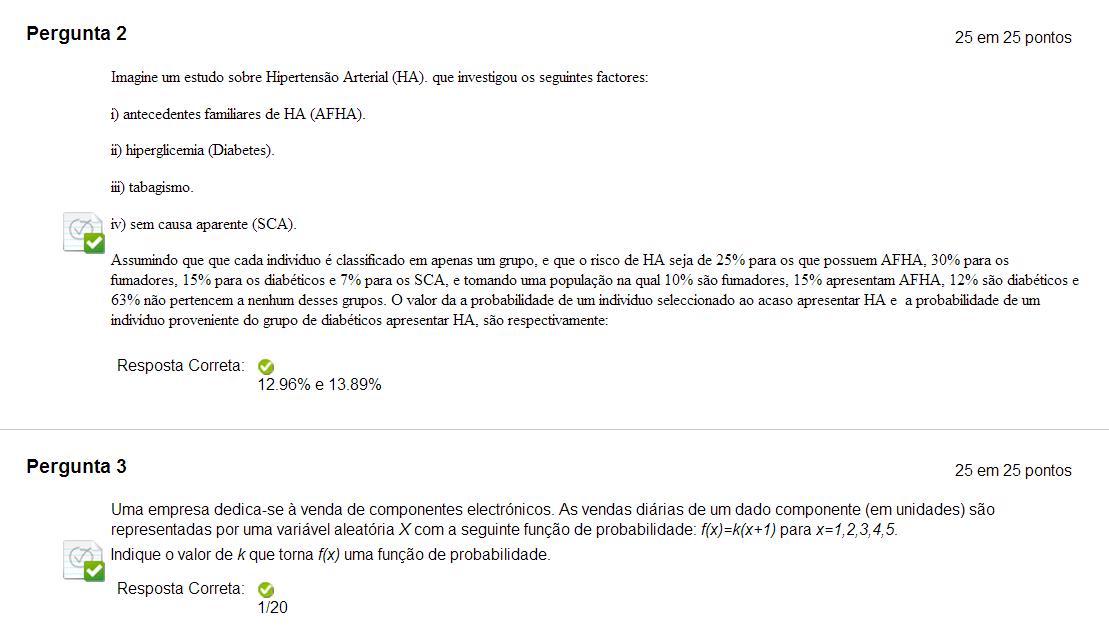 Pergunta 2
25 em 25 pontos
Imagine um estudo sobre Hipertensão Arterial (HA). que investigou os seguintes factores:
i) antecedentes familiares de HA (AFHA).
ii) hiperglicemia (Diabetes).
iii) tabagismo.
iv) sem causa aparente (SCA).
Assumindo que que cada individuo é classificado em apenas um grupo, e que o risco de HA seja de 25% para os que possuem AFHA, 30% para os
fumadores, 15% para os diabéticos e 7% para os SCA, e tomando uma população na qual 10% são fumadores, 15% apresentam AFHA, 12% são diabéticos e
63% não pertencem a nenhum desses grupos. O valor da a probabilidade de um individuo seleccionado ao acaso apresentar HA e a probabilidade de um
individuo proveniente do grupo de diabéticos apresentar HA, são respectivamente:
Resposta Correta:
12.96% e 13.89%
Pergunta 3
25 em 25 pontos
Uma empresa dedica-se à venda de componentes electrónicos. As vendas diárias de um dado componente (em unidades) são
representadas por uma variável aleatória X com a seguinte função de probabilidade: f(x)=k(x+1) para x=1,2,3,4,5.
Indique o valor de k que torna f(x) uma função de probabilidade.
Resposta Correta:
1/20